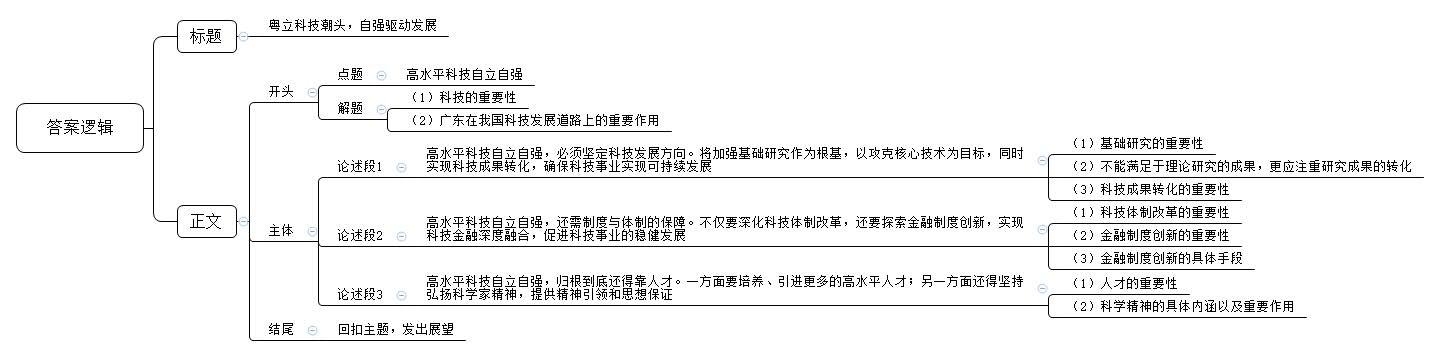 答案逻辑
标题
粤立科技潮头，自强驱动发展
正文
开头
点题
高水平科技自立自强
解题
（1）科技的重要性
（2）广东在我国科技发展道路上的重要作用
主体
论述段1
高水平科技自立自强，必须坚定科技发展方向。将加强基础研究作为根基，以攻克核心技术为目标，同时
实现科技成果转化，确保科技事业实现可持续发展
（1）基础研究的重要性
（2）不能满足于理论研究的成果，更应注重研究成果的转化
（3）科技成果转化的重要性
论述段2
高水平科技自立自强，还需制度与体制的保障。不仅要深化科技体制改革，还要探索金融制度创新，实现
科技金融深度融合，促进科技事业的稳健发展
（1）科技体制改革的重要性
（2）金融制度创新的重要性
（3）金融制度创新的具体手段
论述段3
高水平科技自立自强，归根到底还得靠人才。一方面要培养、引进更多的高水平人才；另一方面还得坚持
弘扬科学家精神，提供精神引领和思想保证
（1）人才的重要性
（2）科学精神的具体内涵以及重要作用
结尾
回扣主题，发出展望